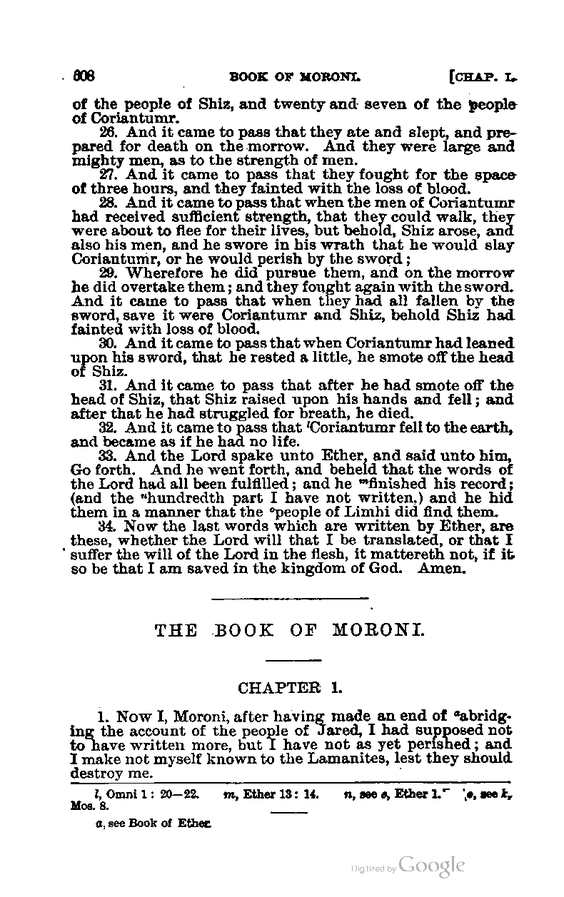 608 BOOK OF MORONI. [CHAP. I.
of the people of Shiz, and twenty and seven of the people
of Coriantumr.
26. And it came to pass that they ate and slept, and pre-
pared for death on the morrow. And they were large and
mighty men, as to the strength of men.
27. And it came to pass that they fought for the space
of three hours, and they fainted with the loss of blood.
28. And it came to pass that when the men of Coriantumr
had received sufficient strength, that they could walk, they
were about to flee for their lives, but behold, Shiz arose, and
also his men, and he swore in his wrath that he would slay
Coriantumr, or he would perish by the sword;
29. Wherefore he did pursue them, and on the morrow
he did overtake them; and they fought again with the sword.
And it came to pass that when they had all fallen by the
sword, save it were Coriantumr and Shiz, behold Shiz had
fainted with loss of blood.
30. And it came to pass that when Coriantumr had leaned
upon his sword, that he rested a little, he smote off the head
of Shiz.
31. And it came to pass that after he had smote off the
head of Shiz, that Shiz raised upon his hands and fell; and
after that he had struggled for breath, he died.
32. And it came to pass that ˡCoriantumr fell to the earth,
and became as if he had no life.
33. And the Lord spake unto Ether, and said unto him,
Go forth. And he went forth, and beheld that the words of
the Lord had all been fulfilled; and he ᵐfinished his record;
(and the ⁿhundredth part I have not written,) and he hid
them in a manner that the ᵒpeople of Limhi did find them.
34. Now the last words which are written by Ether, are
these, whether the Lord will that I be translated, or that I
suffer the will of the Lord in the flesh, it mattereth not, if it
so be that I am saved in the kingdom of God. Amen.
THE BOOK OF MORONI.
CHAPTER 1.
1. Now I, Moroni, after having made an end of ᵃabridg-
ing the account of the people of Jared, I had supposed not
to have written more, but I have not as yet perished; and
I make not myself known to the Lamanites, lest they should
destroy me.
l, Omni 1: 20—22. m, Ether 13: 14. n, see a, Ether 1. o, see k,
Mos. 8.
a, see Book of Ether.
Digitized by Google